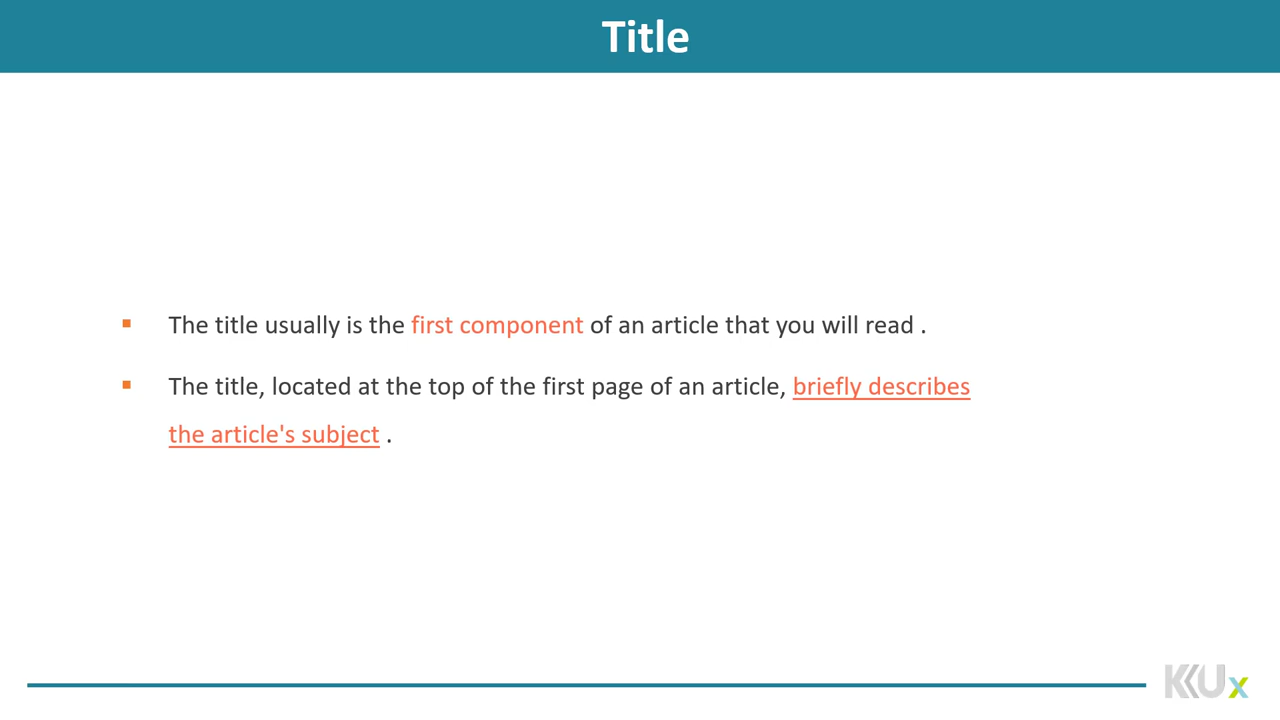 Title
▪ The title usually is the first component of an article that you will read .
▪ The title, located at the top of the first page of an article, briefly describes
the article's subject .
KKUx